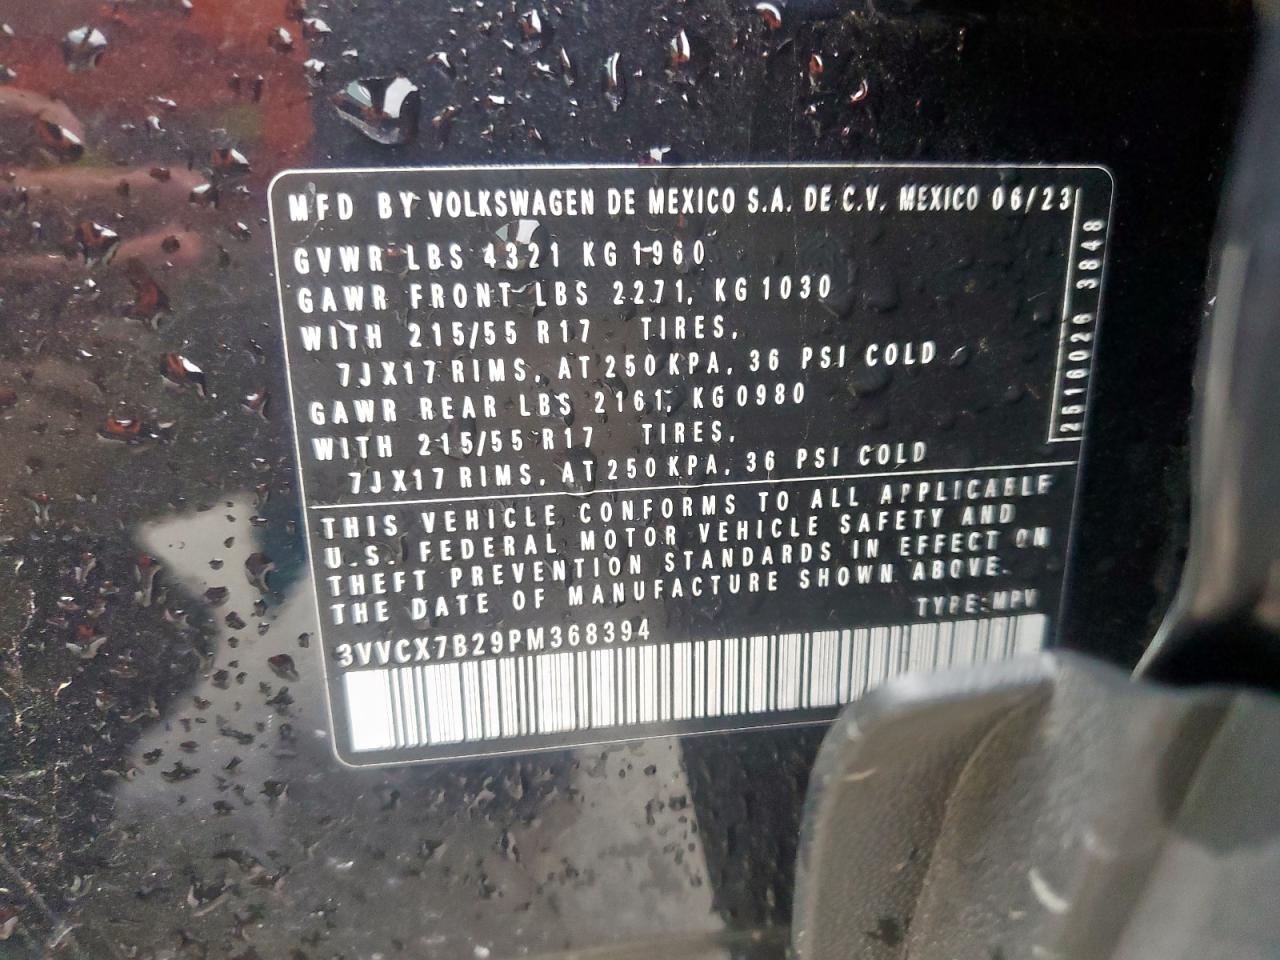 MFD BY VOLKSWAGEN DE MEXICO S.A. DE C.V. MEXICO 06/23
GVWR LBS 4321 KG 1960
GAWR FRONT LBS 2271, KG 1030
WITH 215/55 R17 TIRES,
7JX17 RIMS, AT 250 KPA, 36 PSI COLD
GAWR REAR LBS 2161, KG 0980
WITH 215/55 R17 TIRES,
7JX17 RIMS, AT 250 KPA, 36 PSI COLD
2516026 3848
THIS VEHICLE CONFORMS TO ALL APPLICABLE
U.S. FEDERAL MOTOR VEHICLE SAFETY AND
THEFT PREVENTION STANDARDS IN EFFECT ON
THE DATE OF MANUFACTURE SHOWN ABOVE.
TYPE: MPV
3VVCX7B29PM368394